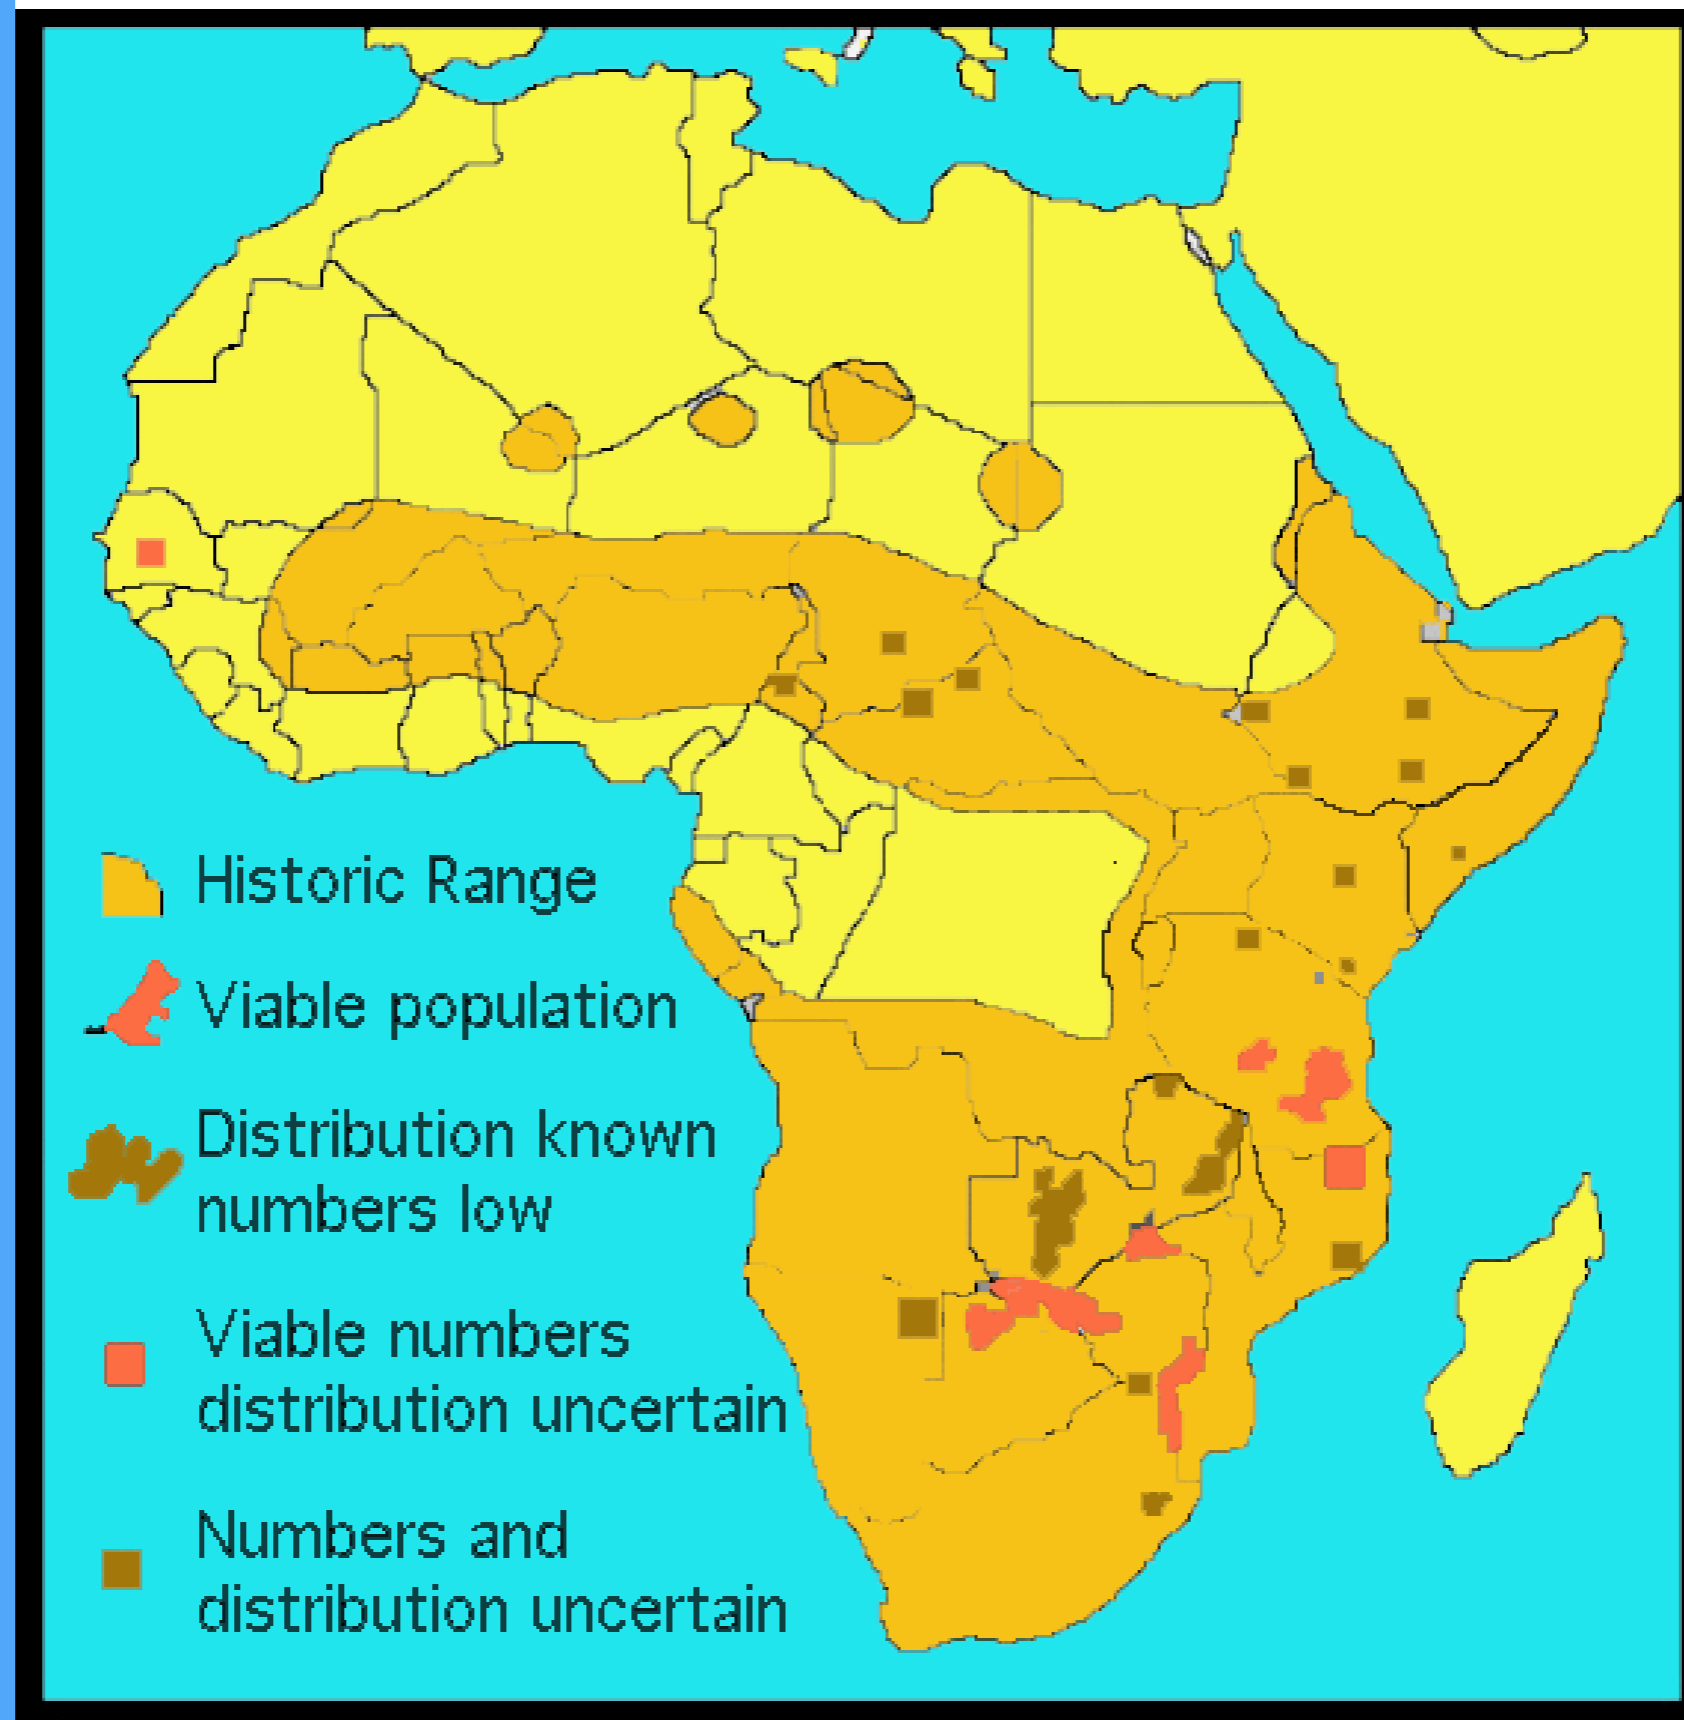 Historic Range
Viable population
Distribution known
numbers low
Viable numbers
distribution uncertain
Numbers and
distribution uncertain